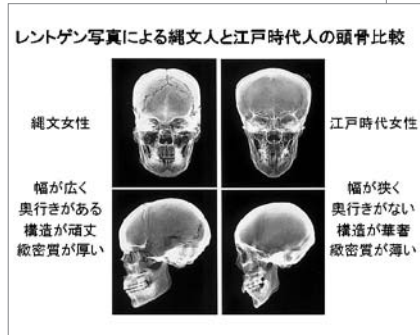 レントゲン写真による縄文人と江戸時代人の頭骨比較
縄文女性
幅が広く
奥行きがある
構造が頑丈
緻密質が厚い
江戸時代女性
幅が狭く
奥行きがない
構造が華奢
緻密質が薄い